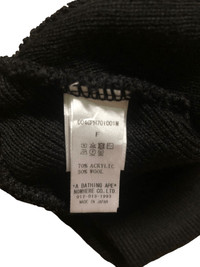 F
70% ACRYLIC
30% WOOL
"A BATHING APE"
NOWHERE CO.,LTD.
MADE IN JAPAN